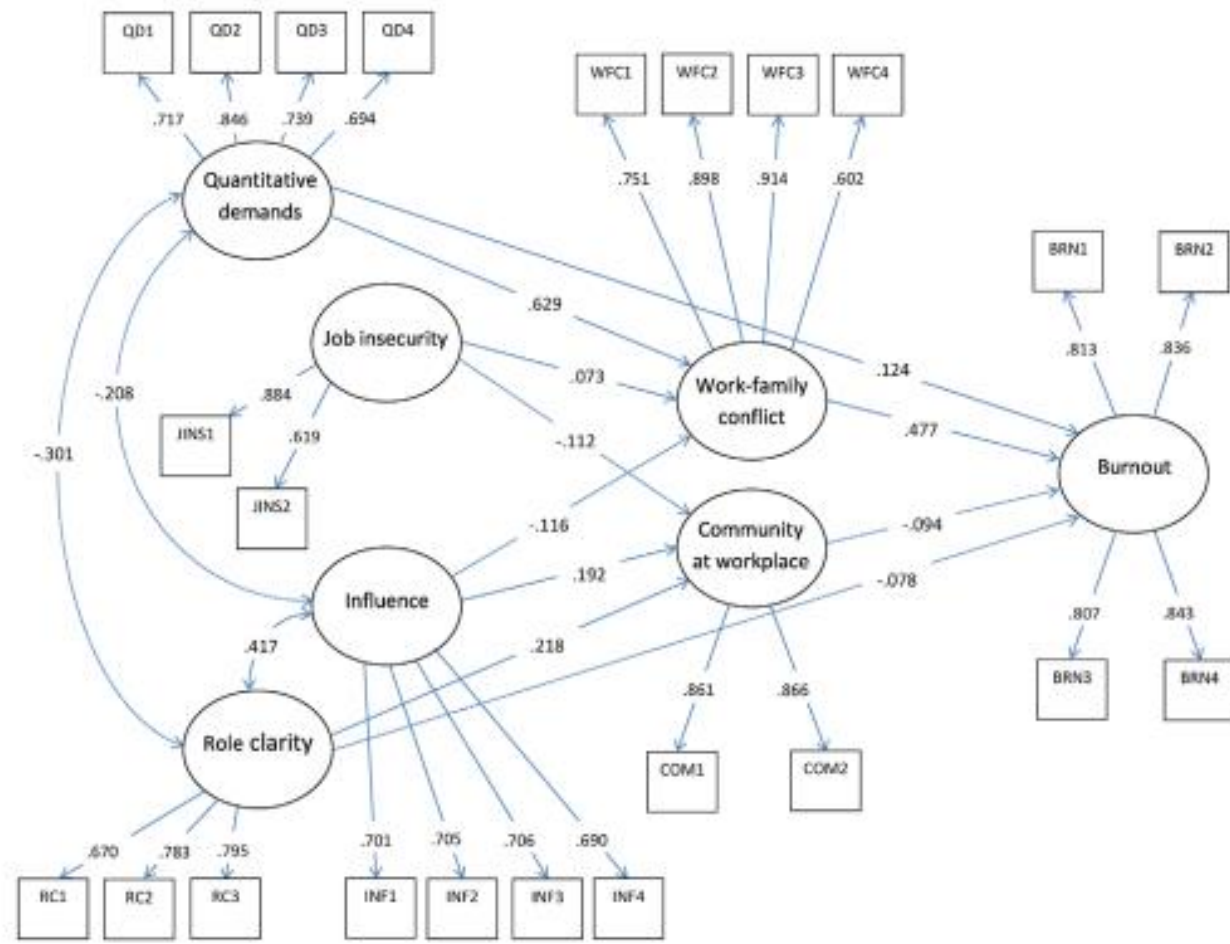 QD1 QD2 QD3 QD4
WFC1 WFC2 WFC3 WFC4
.717 .846 .739 .694
.751 .898 .914 .602
Quantitative
demands
BRN1 BRN2
.629
Job insecurity
.813 .836
.124
.073
Work-family
conflict
-.208
.884
.477
JINS1
.619
-.112
-.301
Burnout
JINS2
-.116
Community
at workplace
-.094
.192
-.078
Influence
.807 .843
.417
.218
BRN3 BRN4
.861 .866
Role clarity
COM1 COM2
.701 .705 .706 .690
.670 .783 .795
RC1 RC2 RC3
INF1 INF2 INF3 INF4